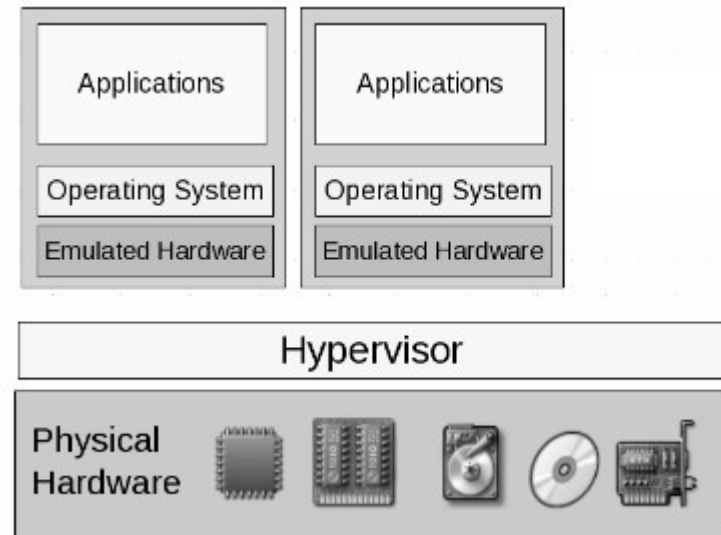 Applications
Applications
Operating System
Operating System
Emulated Hardware
Emulated Hardware
Hypervisor
Physical
Hardware